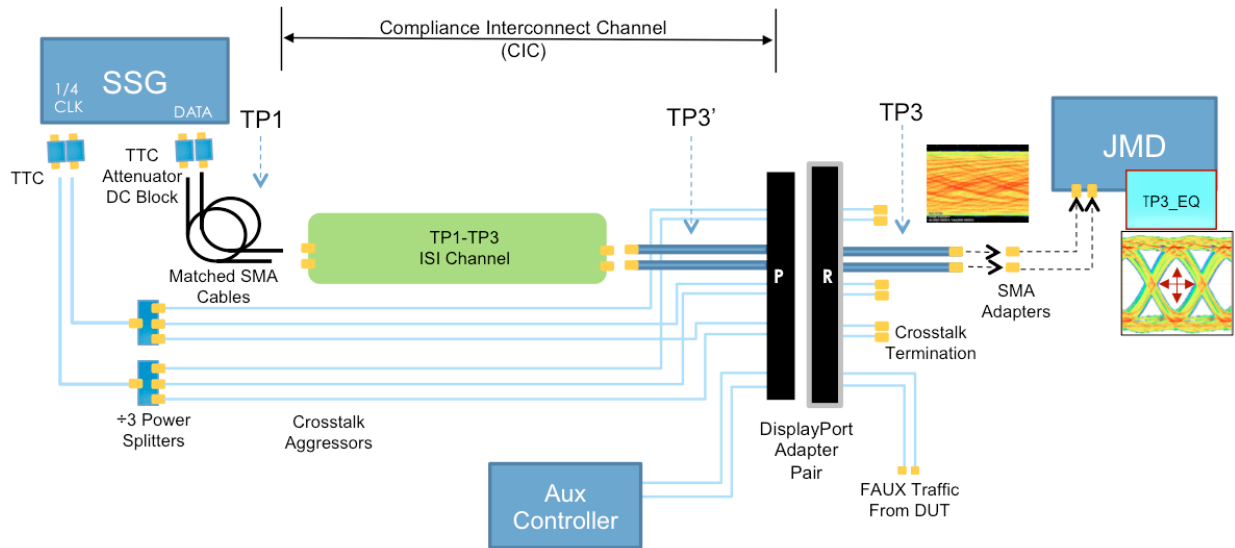 Compliance Interconnect Channel
(CIC)
SSG
1/4
CLK
DATA
TP1
TP3’
TP3
JMD
TP3_EQ
TTC
TTC
Attenuator
DC Block
TP1-TP3
ISI Channel
Matched SMA
Cables
P
R
SMA
Adapters
Crosstalk
Termination
÷3 Power
Splitters
Crosstalk
Aggressors
DisplayPort
Adapter
Pair
Aux
Controller
FAUX Traffic
From DUT